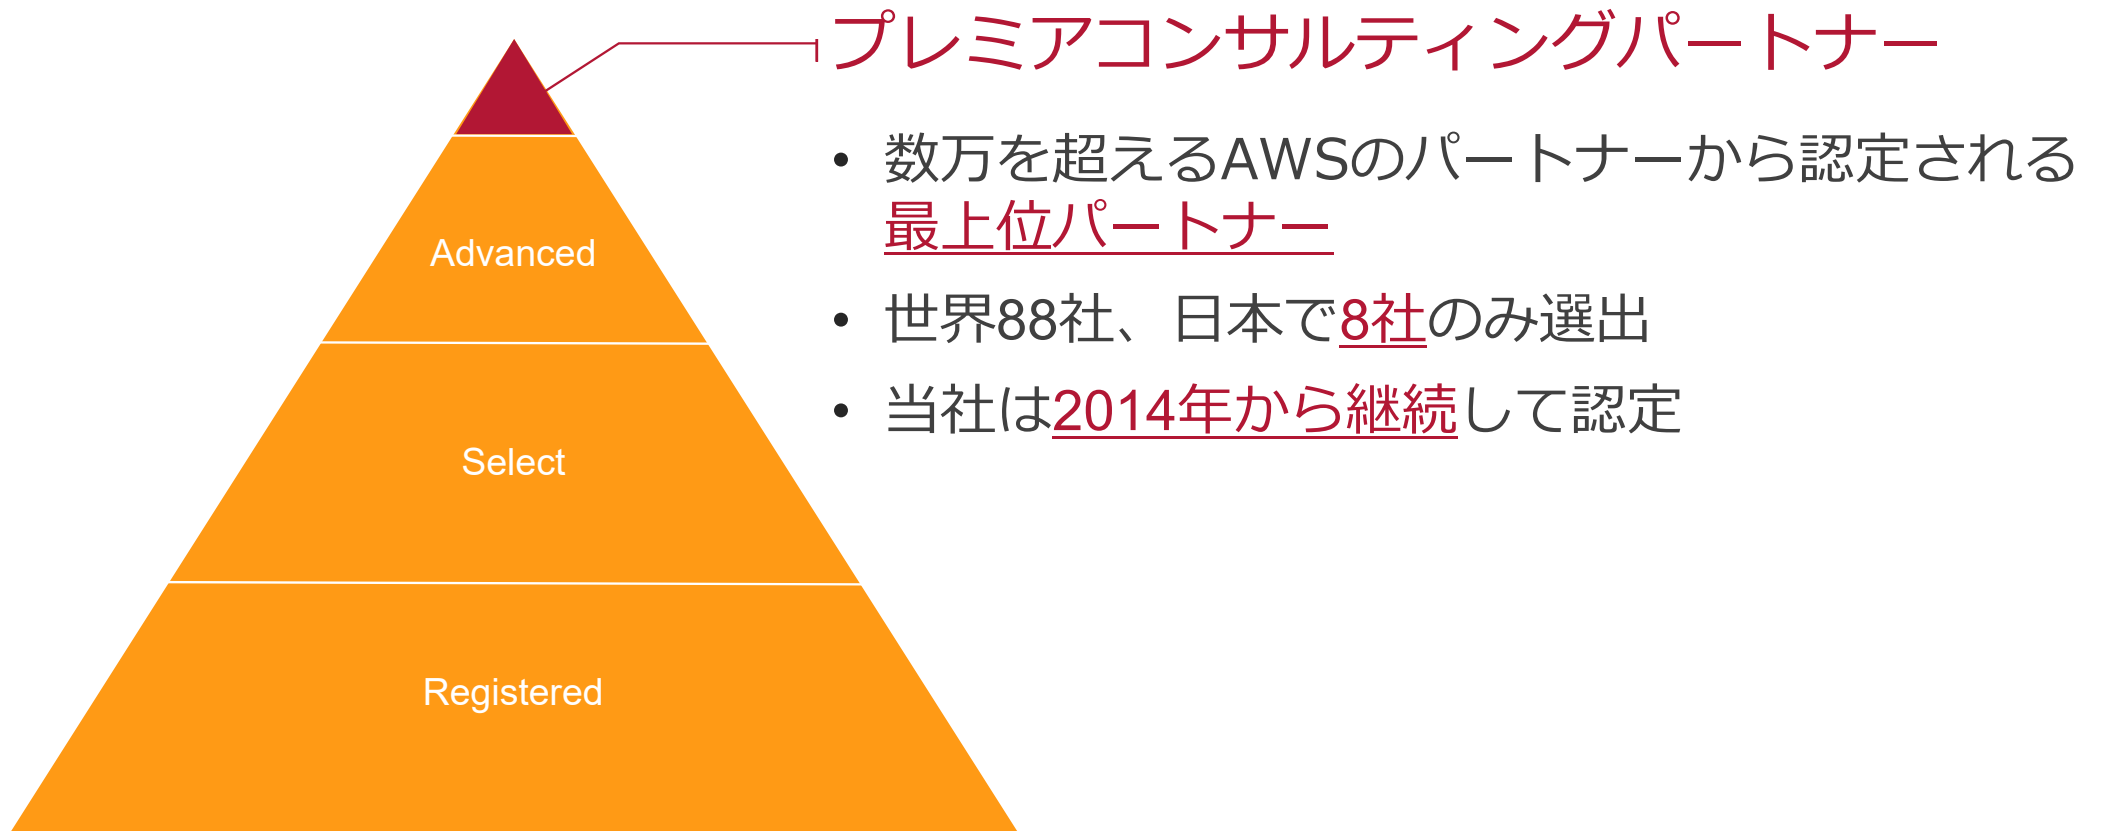 プレミアコンサルティングパートナー
• 数万を超えるAWSのパートナーから認定される
最上位パートナー
• 世界88社、日本で8社のみ選出
• 当社は2014年から継続して認定
Advanced
Select
Registered